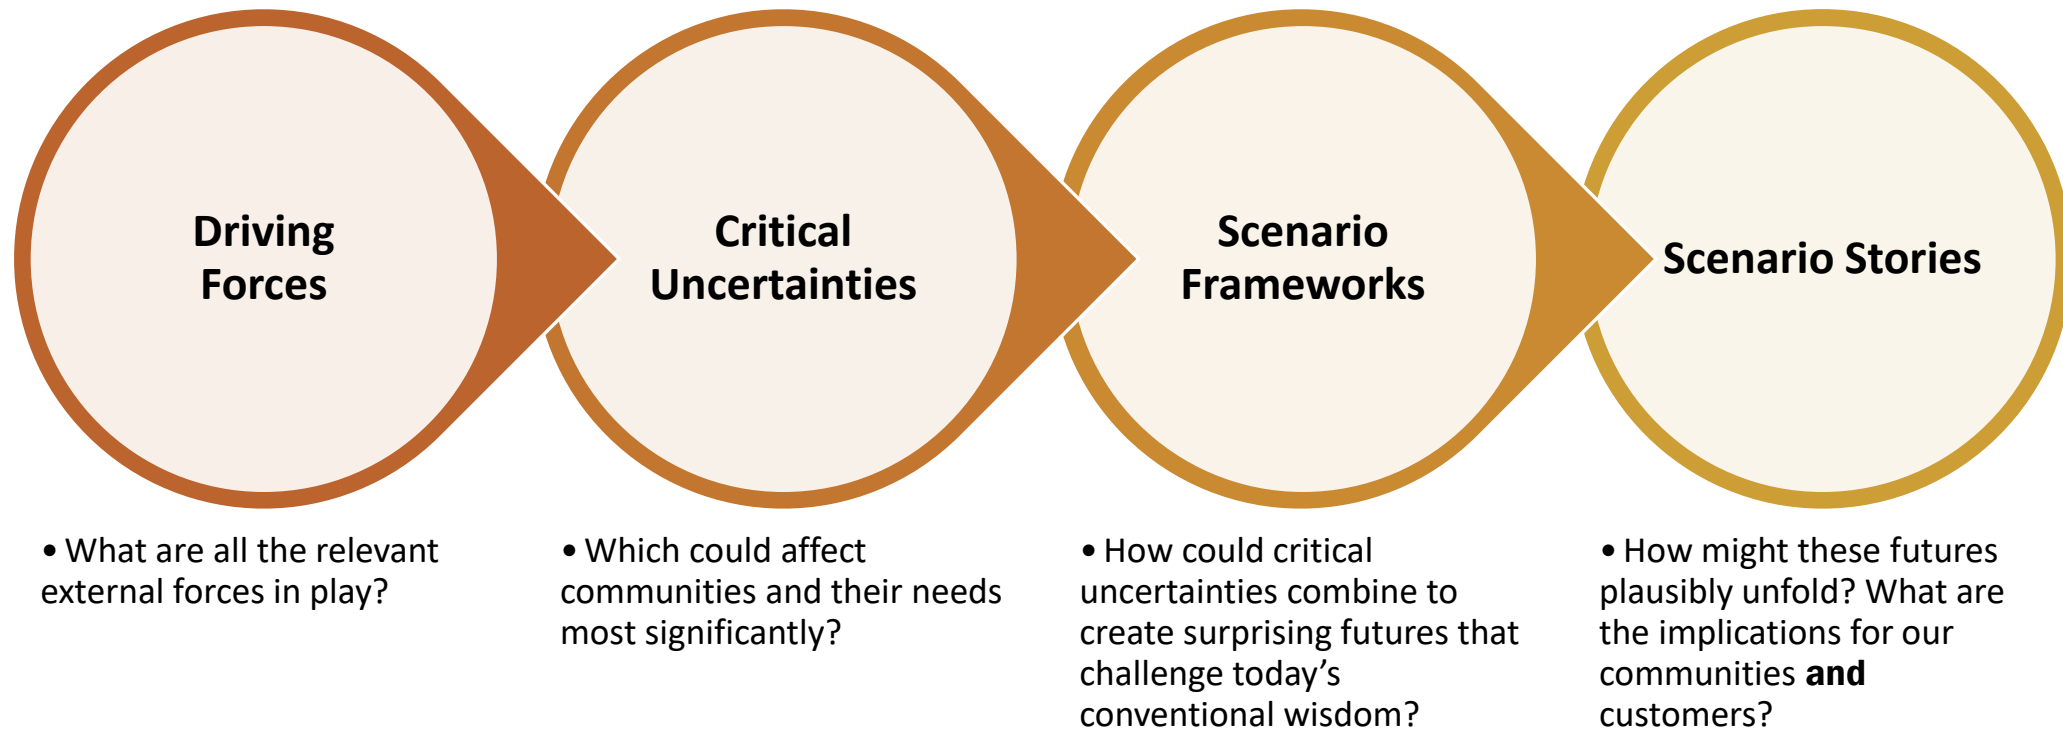 Driving
Forces
Critical
Uncertainties
Scenario
Frameworks
Scenario Stories
• What are all the relevant
external forces in play?
• Which could affect
communities and their needs
most significantly?
• How could critical
uncertainties combine to
create surprising futures that
challenge today’s
conventional wisdom?
• How might these futures
plausibly unfold? What are
the implications for our
communities and
customers?